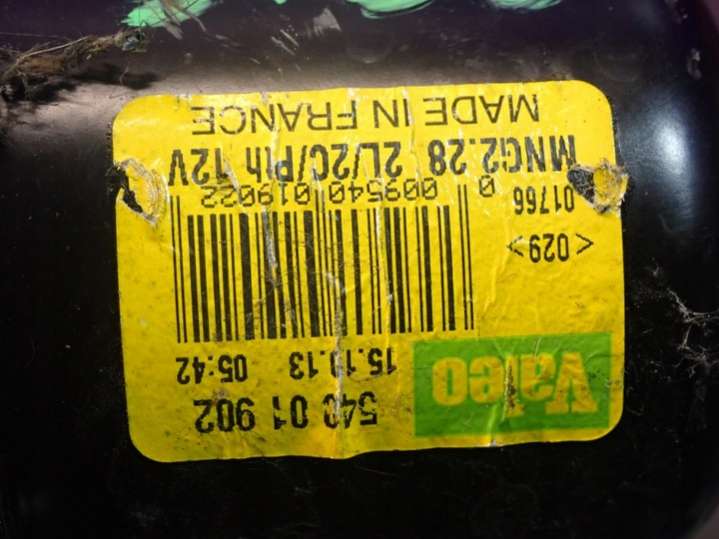 Valeo
540 01 902
15.10.13 05:42
<029>
01766
0
009540 019022
MNG2.28 2L/2C/Pth 12V
MADE IN FRANCE